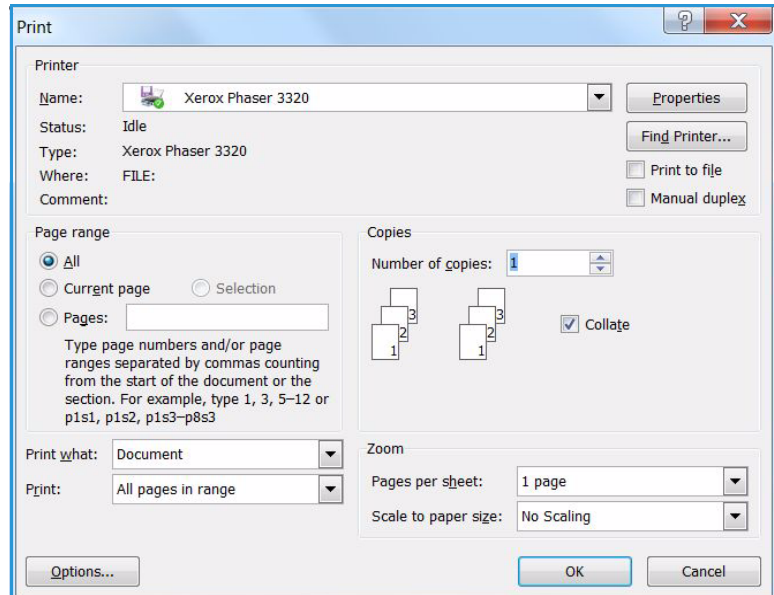 Print
Printer
Name: Xerox Phaser 3320
Properties
Status: Idle
Find Printer...
Type: Xerox Phaser 3320
Where: FILE:
Print to file
Comment:
Manual duplex
Page range
All
Current page Selection
Pages:
Type page numbers and/or page
ranges separated by commas counting
from the start of the document or the
section. For example, type 1, 3, 5–12 or
p1s1, p1s2, p1s3–p8s3
Copies
Number of copies: 1
3 3
2 2
1 1
Collate
Print what: Document
Print: All pages in range
Zoom
Pages per sheet: 1 page
Scale to paper size: No Scaling
Options...
OK
Cancel